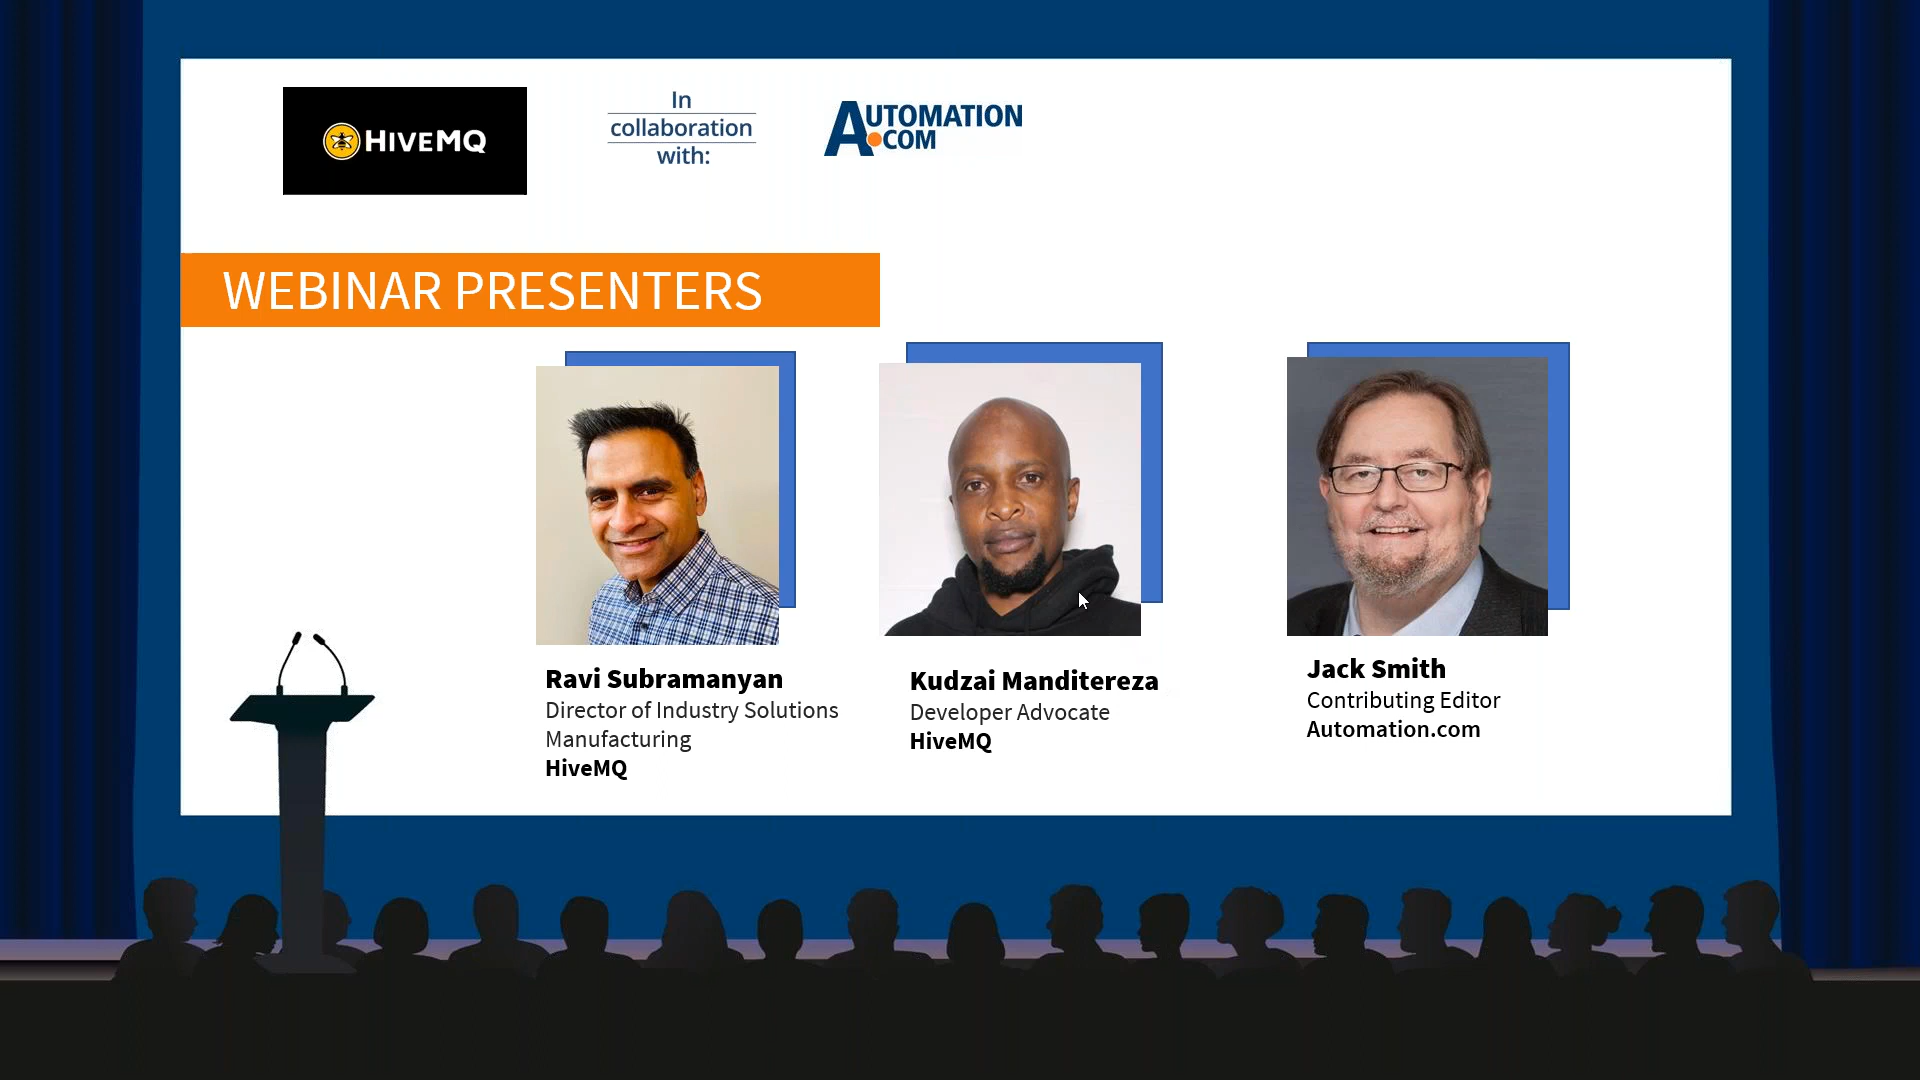 HIVEMQ
In
collaboration
with:
AUTOMATION
.COM
WEBINAR PRESENTERS
Ravi Subramanyan
Director of Industry Solutions
Manufacturing
HiveMQ
Kudzai Manditereza
Developer Advocate
HiveMQ
Jack Smith
Contributing Editor
Automation.com